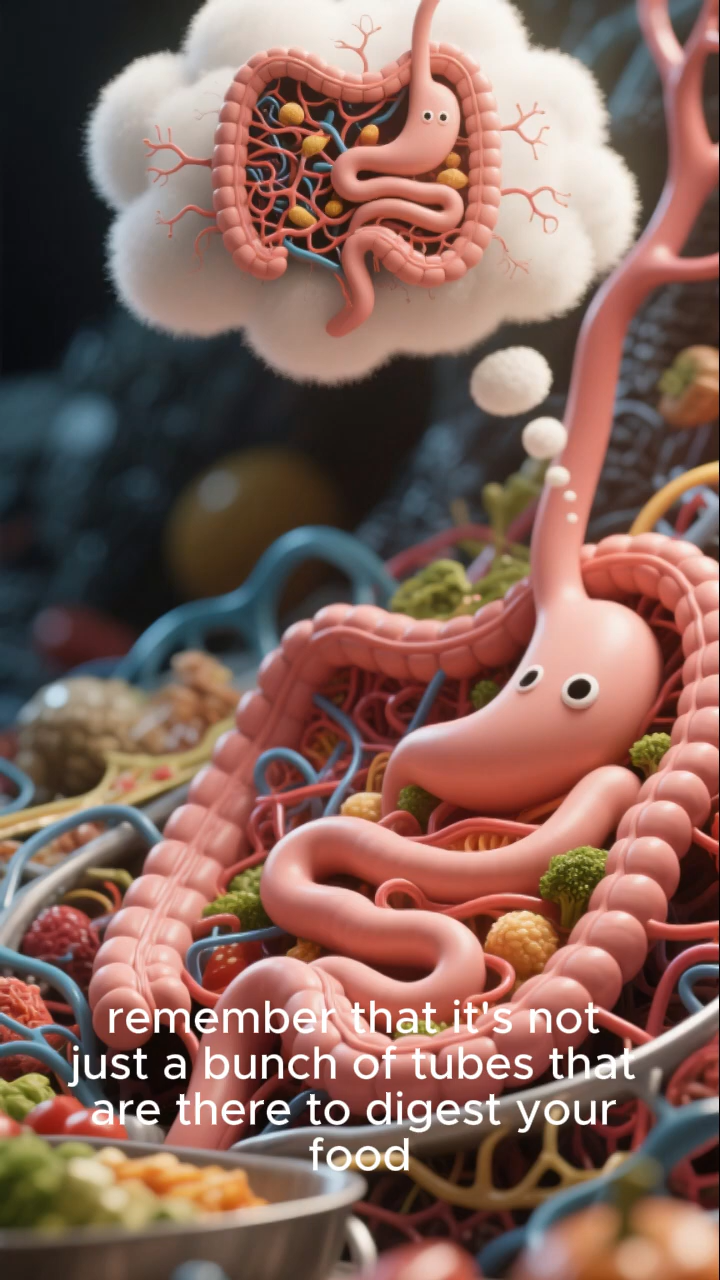 remember that it's not
just a bunch of tubes that
are there to digest your
food